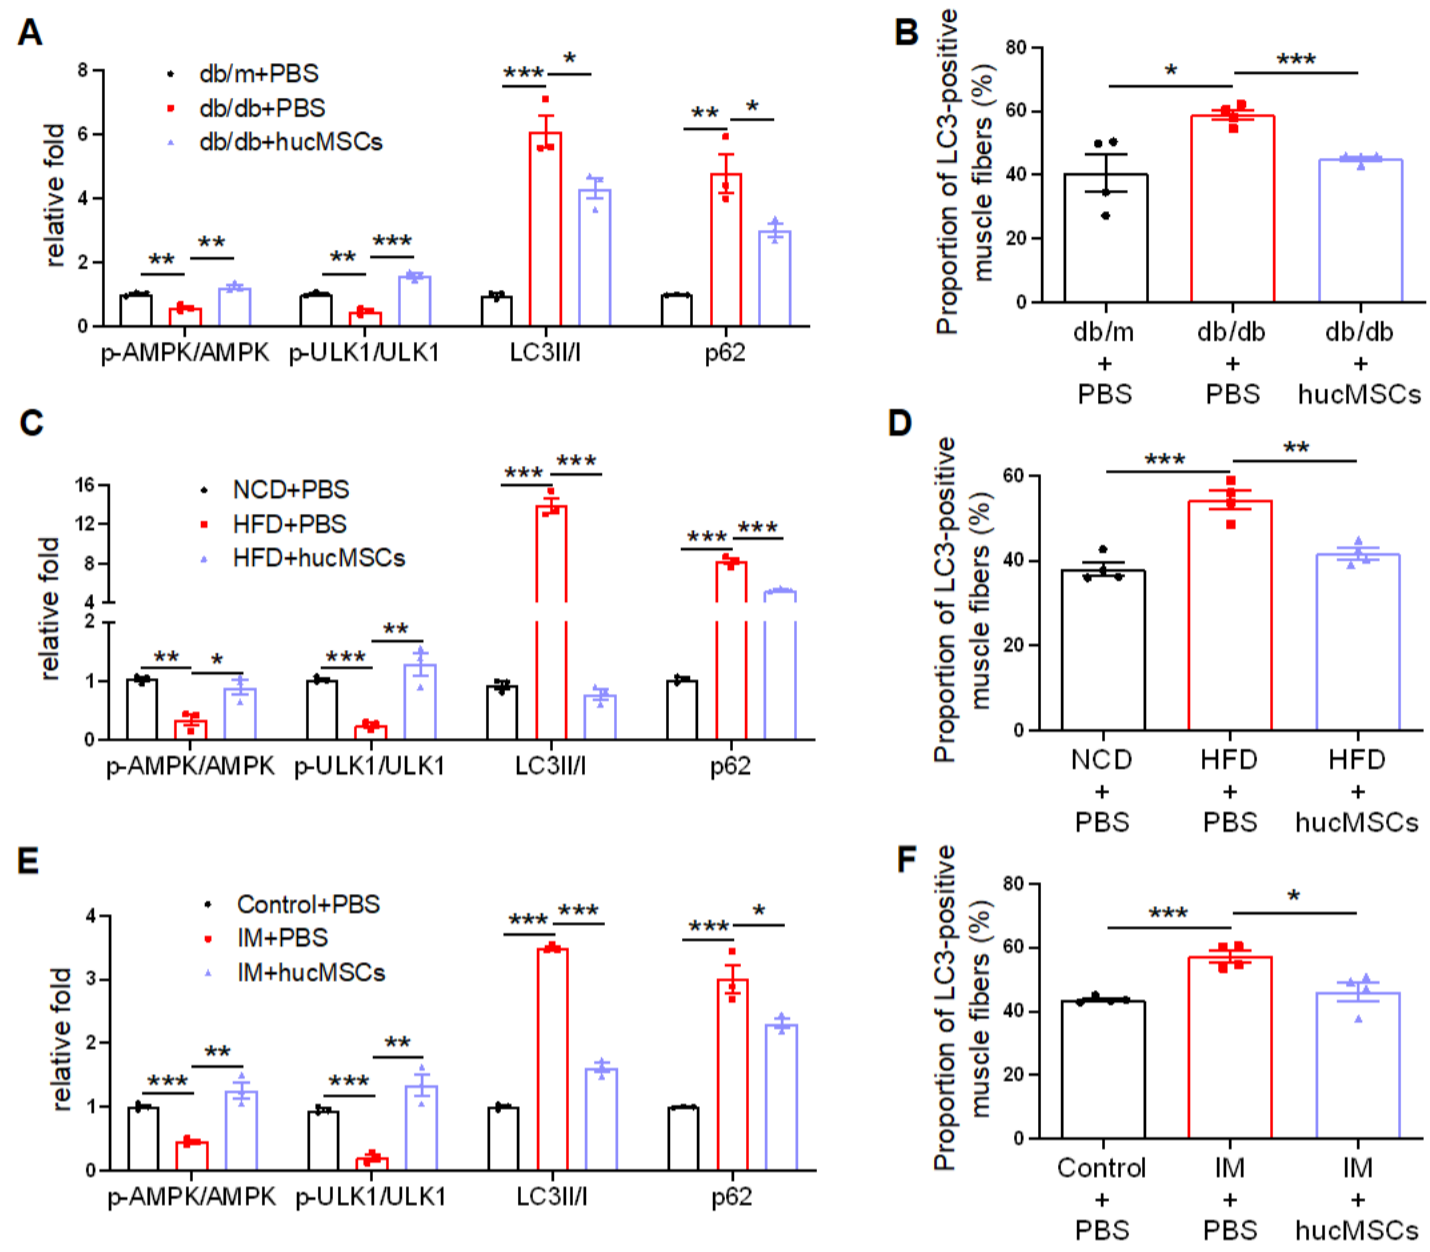 A
db/m+PBS
db/db+PBS
db/db+hucMSCs
relative fold
8
6
4
2
0
** ** ** *** *** * ** *
p-AMPK/AMPK p-ULK1/ULK1 LC3II/I p62
B
Proportion of LC3-positive
muscle fibers (%)
80
60
40
20
0
* ***
db/m db/db db/db
+ + +
PBS PBS hucMSCs
C
NCD+PBS
HFD+PBS
HFD+hucMSCs
relative fold
16
12
8
4
2
1
0
** * *** ** *** *** *** ***
p-AMPK/AMPK p-ULK1/ULK1 LC3II/I p62
D
Proportion of LC3-positive
muscle fibers (%)
60
40
20
0
*** **
NCD HFD HFD
+ + +
PBS PBS hucMSCs
E
Control+PBS
IM+PBS
IM+hucMSCs
relative fold
4
3
2
1
0
*** ** *** ** *** *** *** *
p-AMPK/AMPK p-ULK1/ULK1 LC3II/I p62
F
Proportion of LC3-positive
muscle fibers (%)
80
60
40
20
0
*** *
Control IM IM
+ + +
PBS PBS hucMSCs